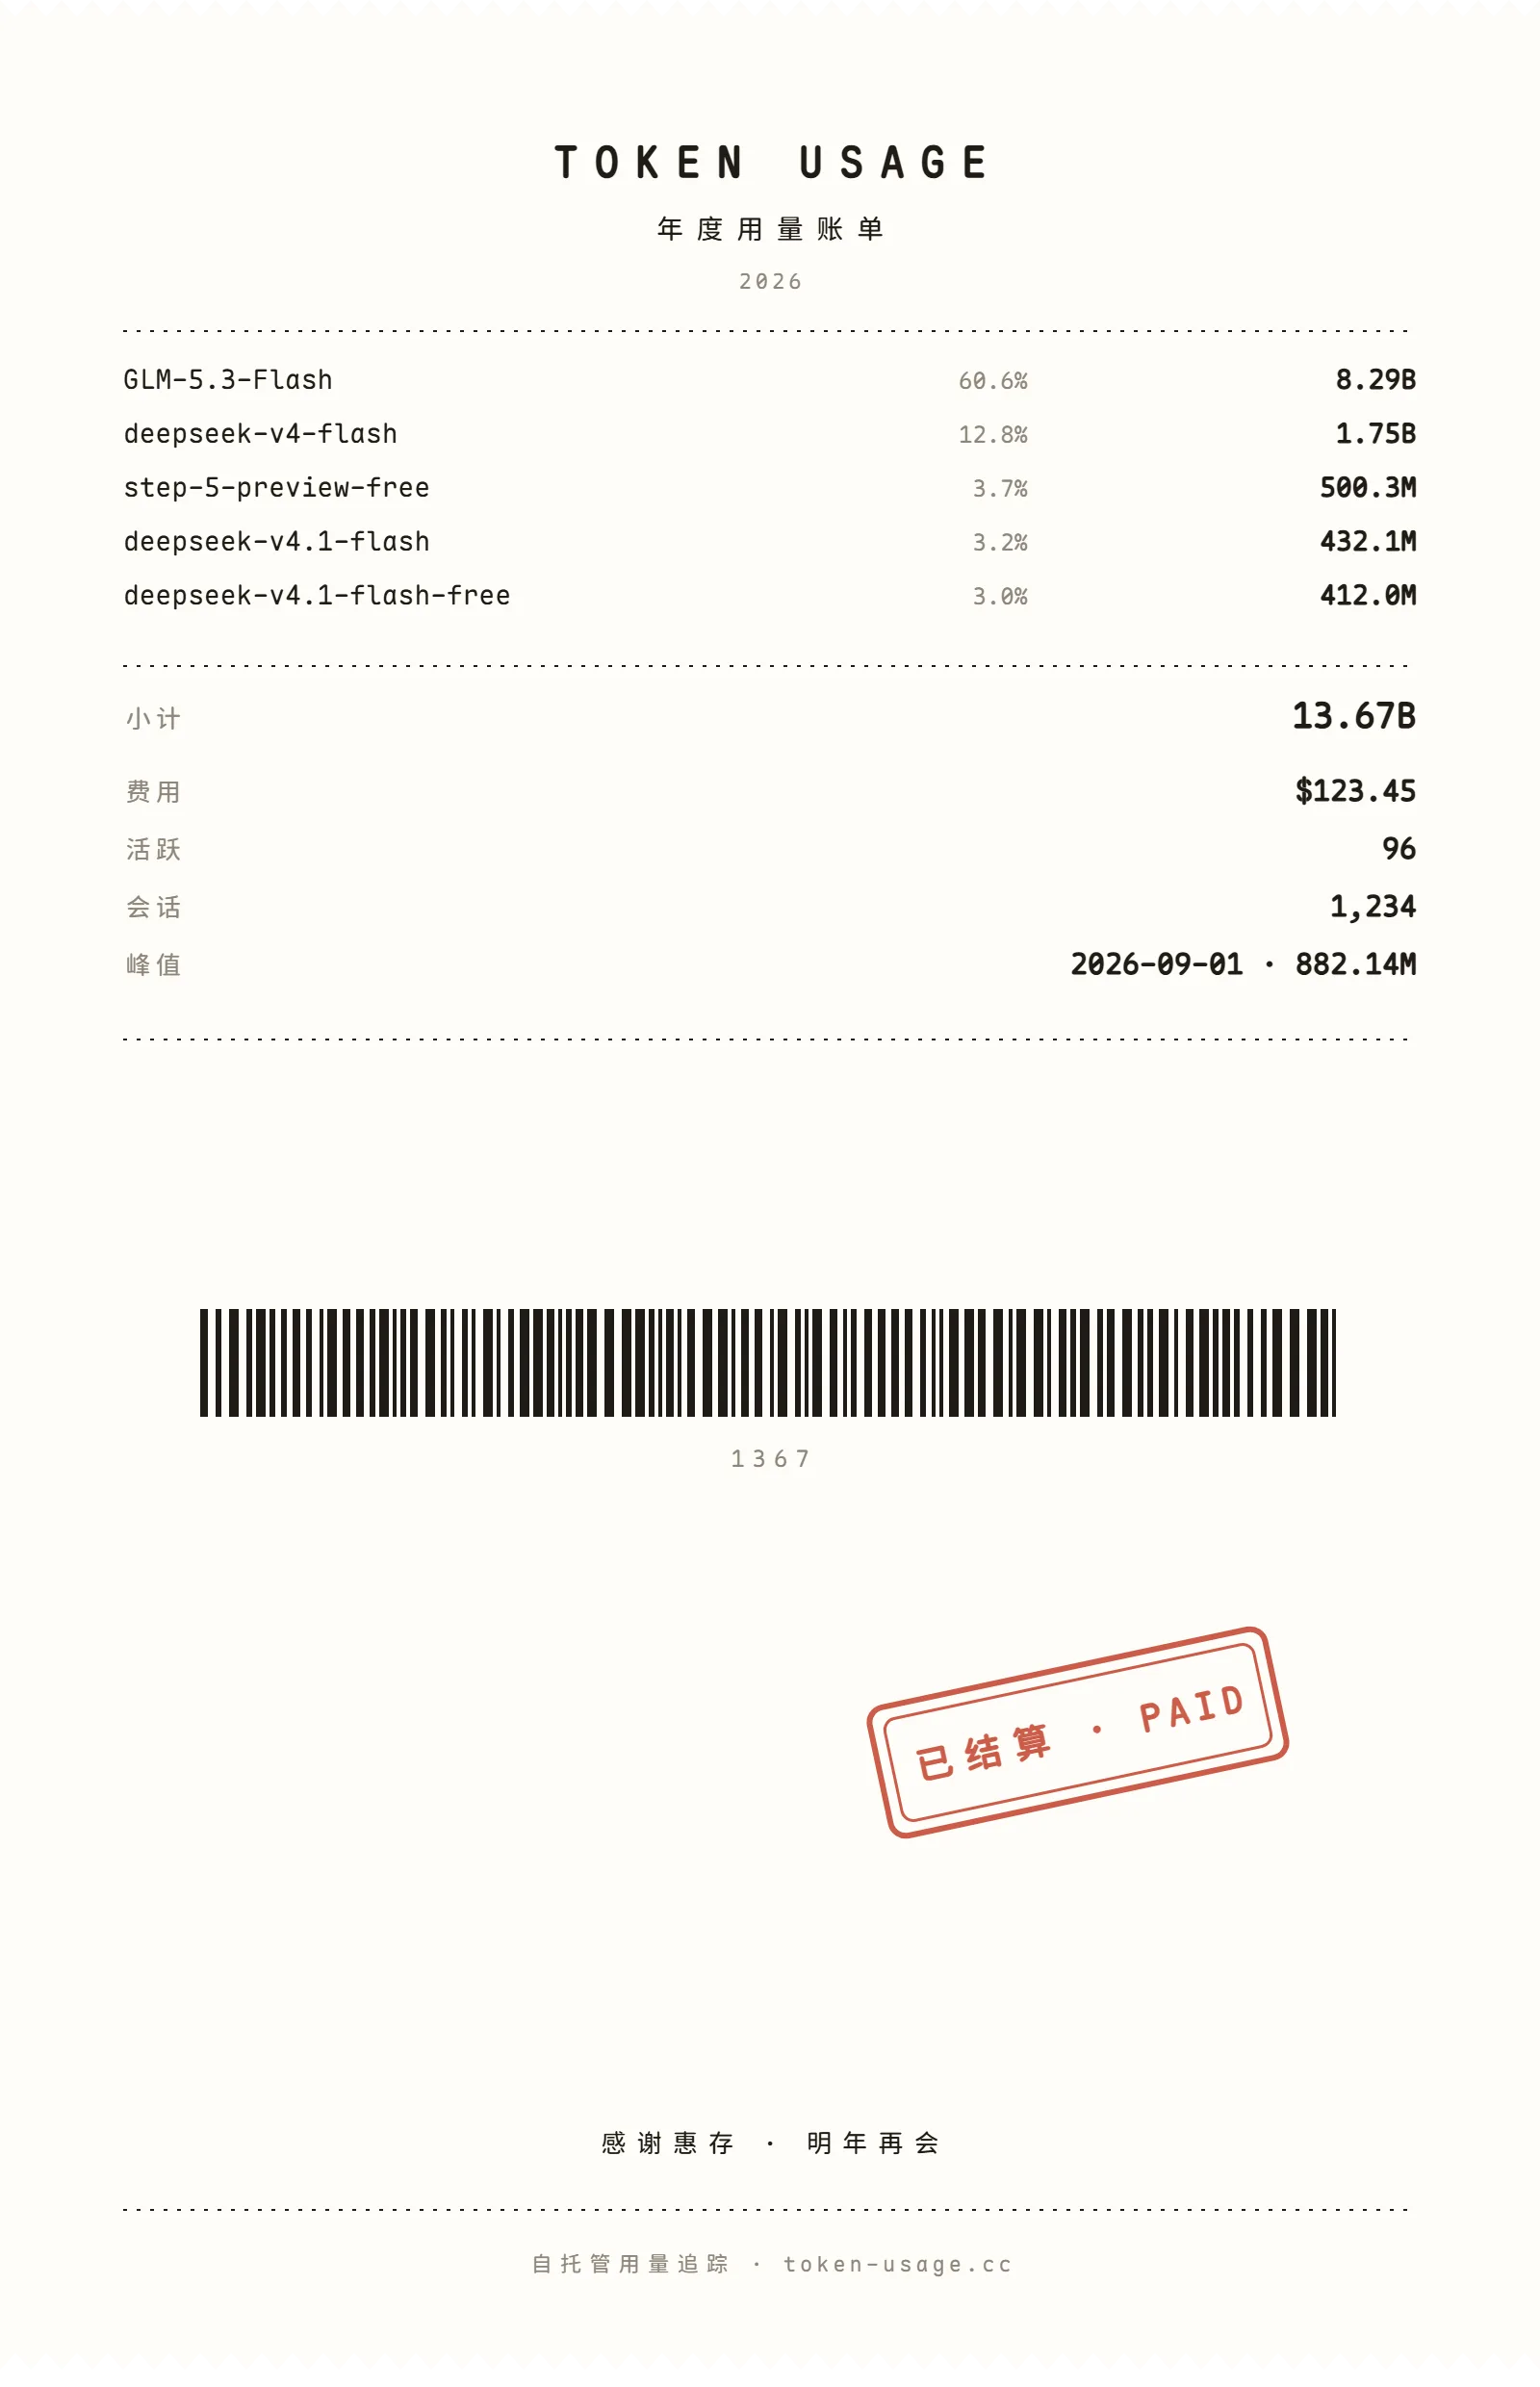 TOKEN USAGE
年度用量账单
2026
GLM-5.3-Flash 60.6% 8.29B
deepseek-v4-flash 12.8% 1.75B
step-5-preview-free 3.7% 500.3M
deepseek-v4.1-flash 3.2% 432.1M
deepseek-v4.1-flash-free 3.0% 412.0M
小计 13.67B
费用 $123.45
活跃 96
会话 1,234
峰值 2026-09-01 · 882.14M
1367
已结算 · PAID
感谢惠存 · 明年再会
自托管用量追踪 · token-usage.cc